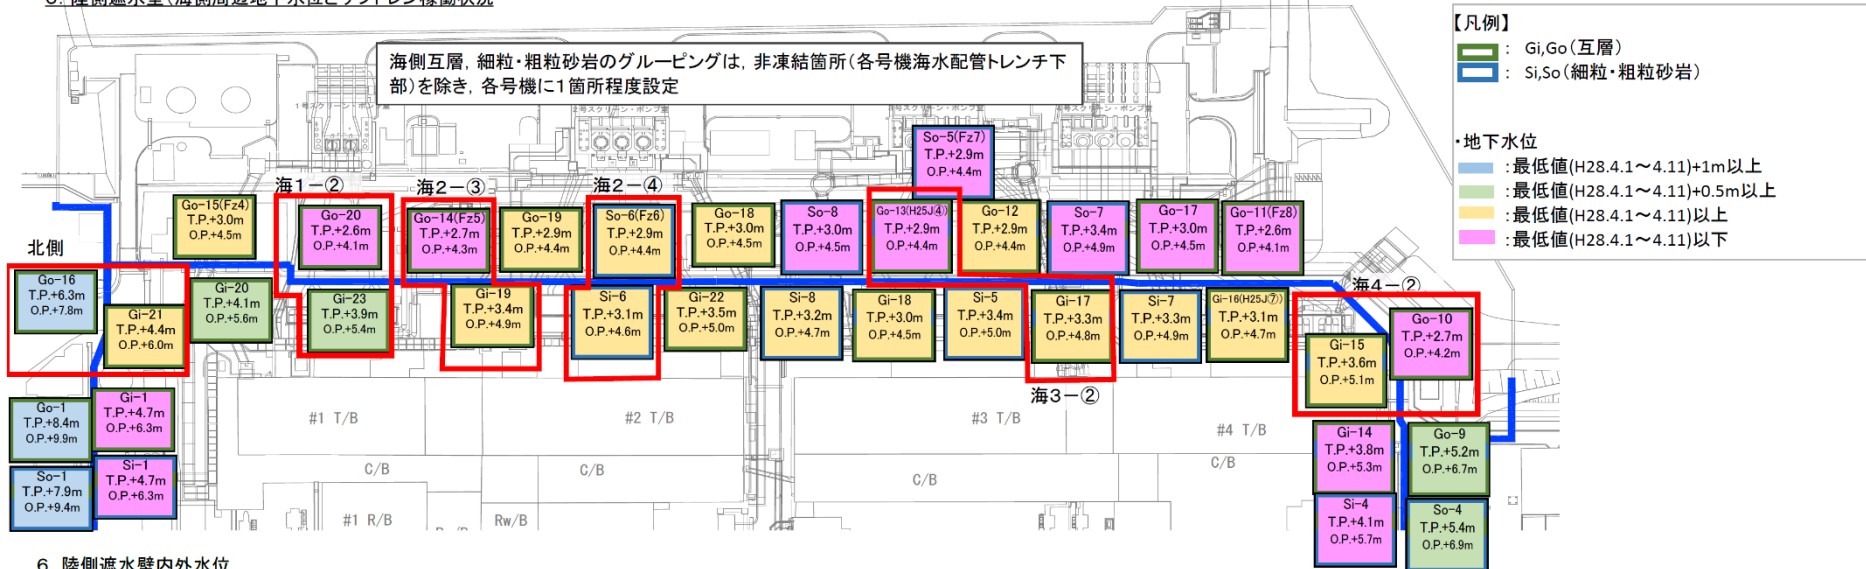 海側互層, 細粒・粗粒砂岩のグルーピングは, 非凍結箇所(各号機海水配管トレンチ下
部)を除き, 各号機に1箇所程度設定
【凡例】
: Gi,Go(互層)
: Si,So(細粒・粗粒砂岩)
・地下水位
:最低値(H28.4.1~4.11)+1m以上
:最低値(H28.4.1~4.11)+0.5m以上
:最低値(H28.4.1~4.11)以上
:最低値(H28.4.1~4.11)以下
So-5(Fz7)
T.P.+2.9m
O.P.+4.4m
海1-②
海2-③
海2-④
Go-15(Fz4)
T.P.+3.0m
O.P.+4.5m
Go-20
T.P.+2.6m
O.P.+4.1m
Go-14(Fz5)
T.P.+2.7m
O.P.+4.3m
Go-19
T.P.+2.9m
O.P.+4.4m
So-6(Fz6)
T.P.+2.9m
O.P.+4.4m
Go-18
T.P.+3.0m
O.P.+4.5m
So-8
T.P.+3.0m
O.P.+4.5m
Go-13(H25J④)
T.P.+2.9m
O.P.+4.4m
Go-12
T.P.+2.9m
O.P.+4.4m
So-7
T.P.+3.4m
O.P.+4.9m
Go-17
T.P.+3.0m
O.P.+4.5m
Go-11(Fz8)
T.P.+2.6m
O.P.+4.1m
北側
Go-16
T.P.+6.3m
O.P.+7.8m
Gi-21
T.P.+4.4m
O.P.+6.0m
Gi-20
T.P.+4.1m
O.P.+5.6m
Gi-23
T.P.+3.9m
O.P.+5.4m
Gi-19
T.P.+3.4m
O.P.+4.9m
Si-6
T.P.+3.1m
O.P.+4.6m
Gi-22
T.P.+3.5m
O.P.+5.0m
Si-8
T.P.+3.2m
O.P.+4.7m
Gi-18
T.P.+3.0m
O.P.+4.5m
Si-5
T.P.+3.4m
O.P.+5.0m
Gi-17
T.P.+3.3m
O.P.+4.8m
Si-7
T.P.+3.3m
O.P.+4.9m
Gi-16(H25J⑦)
T.P.+3.1m
O.P.+4.7m
海4-②
Gi-15
T.P.+3.6m
O.P.+5.1m
Go-10
T.P.+2.7m
O.P.+4.2m
海3-②
Go-1
T.P.+8.4m
O.P.+9.9m
Gi-1
T.P.+4.7m
O.P.+6.3m
So-1
T.P.+7.9m
O.P.+9.4m
Si-1
T.P.+4.7m
O.P.+6.3m
#1 T/B
#2 T/B
#3 T/B
#4 T/B
C/B
C/B
C/B
C/B
#1 R/B
Rw/B
Gi-14
T.P.+3.8m
O.P.+5.3m
Go-9
T.P.+5.2m
O.P.+6.7m
Si-4
T.P.+4.1m
O.P.+5.7m
So-4
T.P.+5.4m
O.P.+6.9m
6. 陸側遮水壁内外水位